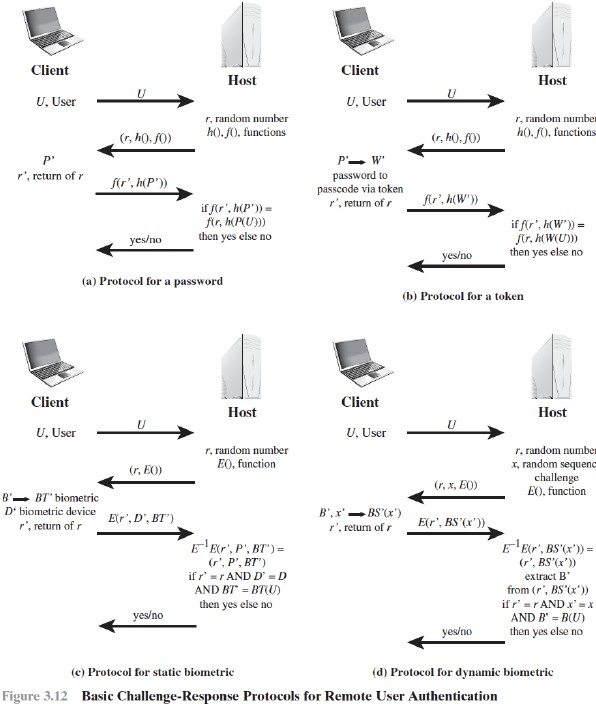 Client
Host
U, User
U
r, random number
h(), f(), functions
(r, h(), f())
P'
r', return of r
f(r', h(P'))
if f(r', h(P')) =
f(r, h(P(U)))
then yes else no
yes/no
(a) Protocol for a password
Client
Host
U, User
U
r, random number
h(), f(), functions
(r, h(), f())
P' → W'
password to
passcode via token
r', return of r
f(r', h(W'))
if f(r', h(W')) =
f(r, h(W(U)))
then yes else no
yes/no
(b) Protocol for a token
Client
Host
U, User
U
r, random number
E(), function
(r, E())
B' → BT' biometric
D' biometric device
r', return of r
E(r', D', BT')
E⁻¹E(r', P', BT') =
(r', P', BT')
if r' = r AND D' = D
AND BT' = BT(U)
then yes else no
yes/no
(c) Protocol for static biometric
Client
Host
U, User
U
r, random number
x, random sequence
challenge
E(), function
(r, x, E())
B', x' → BS'(x')
r', return of r
E(r', BS'(x'))
E⁻¹E(r', BS'(x')) =
(r', BS'(x'))
extract B'
from (r', BS'(x'))
if r' = r AND x' = x
AND B' = B(U)
then yes else no
yes/no
(d) Protocol for dynamic biometric
Figure 3.12 Basic Challenge-Response Protocols for Remote User Authentication